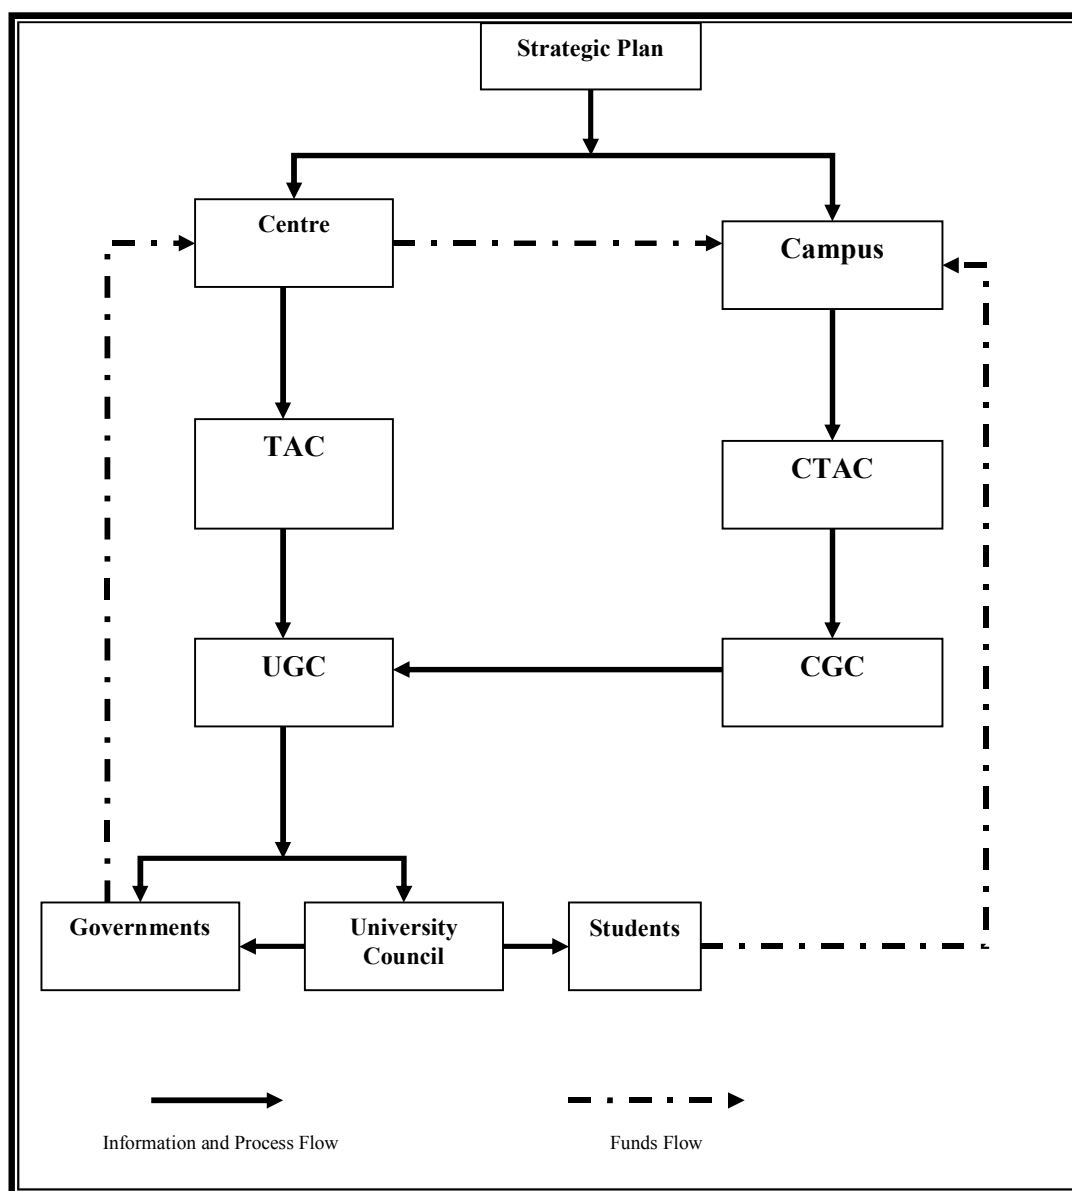 Strategic Plan
Centre
Campus
TAC
CTAC
UGC
CGC
Governments
University
Council
Students
Information and Process Flow
Funds Flow